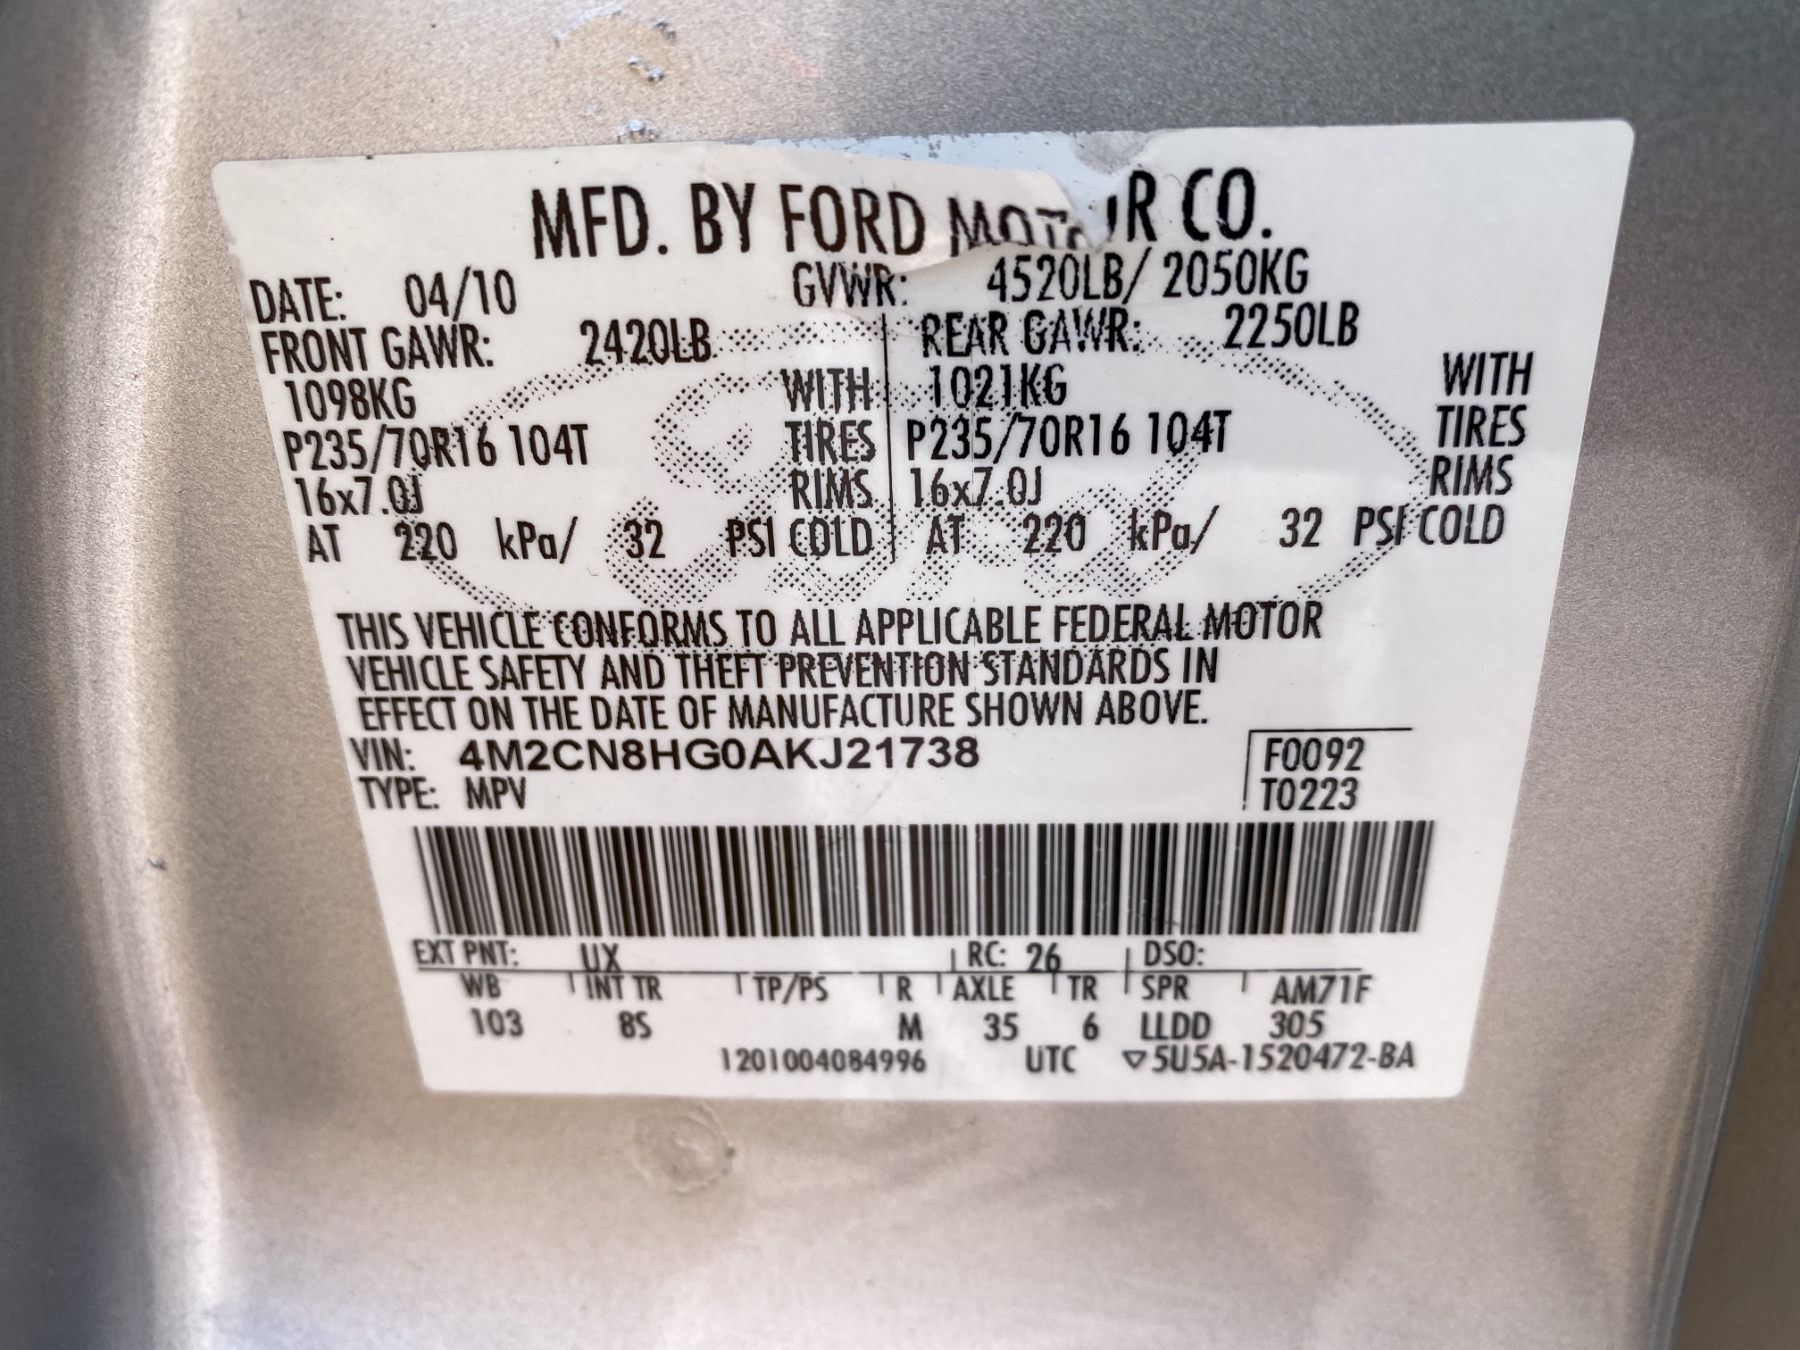 MFD. BY FORD MOTOR CO.
DATE: 04/10 GVWR: 4520LB/ 2050KG
FRONT GAWR: 2420LB REAR GAWR: 2250LB
1098KG WITH 1021KG WITH
P235/70R16 104T TIRES P235/70R16 104T TIRES
16x7.0J RIMS 16x7.0J RIMS
AT 220 kPa/ 32 PSI COLD AT 220 kPa/ 32 PSI COLD
Ford
THIS VEHICLE CONFORMS TO ALL APPLICABLE FEDERAL MOTOR
VEHICLE SAFETY AND THEFT PREVENTION STANDARDS IN
EFFECT ON THE DATE OF MANUFACTURE SHOWN ABOVE.
VIN: 4M2CN8HG0AKJ21738 F0092
TYPE: MPV T0223
EXT PNT: UX RC: 26 DSO:
WB INT TR TP/PS R AXLE TR SPR AM71F
103 8S M 35 6 LLDD 305
1201004084996 UTC ▽5U5A-1520472-BA